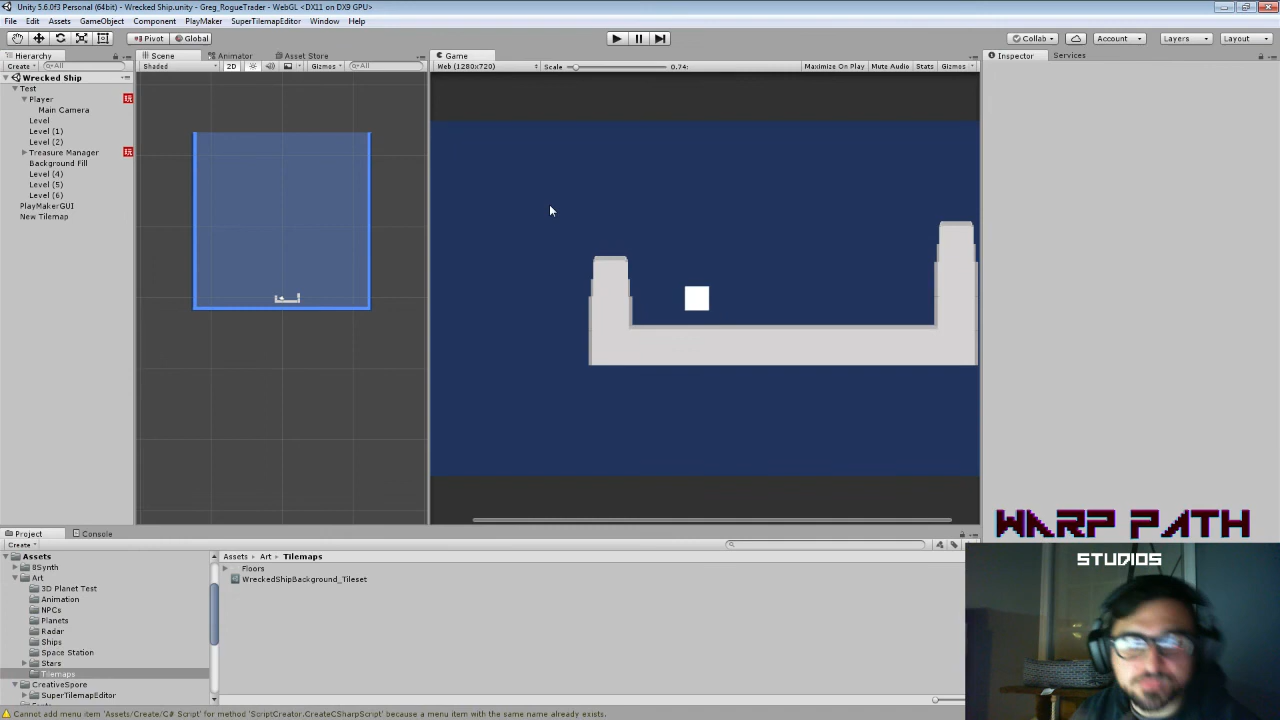 Unity 5.6.0f3 Personal (64bit) - Wrecked Ship.unity - Greg_RogueTrader - WebGL <DX11 on DX9 GPU>
File Edit Assets GameObject Component PlayMaker SuperTilemapEditor Window Help
Pivot Global Collab Account Layers Layout
Hierarchy Scene Animator Asset Store Game Inspector Services
Create All Shaded 2D Gizmos All Web (1280x720) Scale 0.74: Maximize On Play Mute Audio Stats Gizmos
Wrecked Ship
Test
Player
Main Camera
Level
Level (1)
Level (2)
Treasure Manager
Background Fill
Level (4)
Level (5)
Level (6)
PlayMakerGUI
New Tilemap
玩
玩
WARP PATH
STUDIOS
Project Console
Create
Assets
8Synth
Art
3D Planet Test
Animation
NPCs
Planets
Radar
Ships
Space Station
Stars
Tilemaps
CreativeSpore
SuperTilemapEditor
Assets Art Tilemaps
Floors
WreckedShipBackground_Tileset
Cannot add menu item 'Assets/Create/C# Script' for method 'ScriptCreator.CreateCSharpScript' because a menu item with the same name already exists.